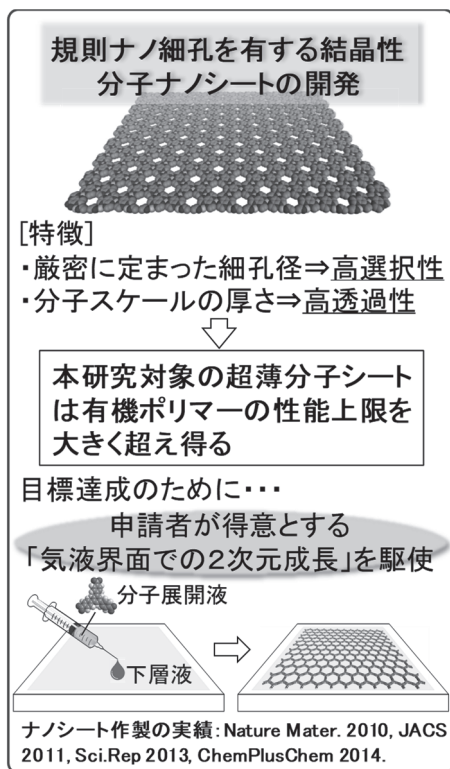 規則ナノ細孔を有する結晶性
分子ナノシートの開発
[特徴]
・厳密に定まった細孔径⇒高選択性
・分子スケールの厚さ⇒高透過性
本研究対象の超薄分子シート
は有機ポリマーの性能上限を
大きく超え得る
目標達成のために・・・
申請者が得意とする
「気液界面での2次元成長」を駆使
分子展開液
下層液
ナノシート作製の実績:Nature Mater. 2010, JACS
2011, Sci.Rep 2013, ChemPlusChem 2014.